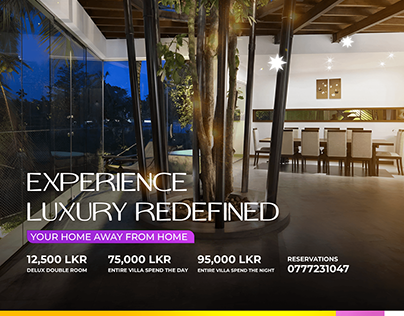 EXPERIENCE
LUXURY REDEFINED
YOUR HOME AWAY FROM HOME
12,500 LKR
DELUX DOUBLE ROOM
75,000 LKR
ENTIRE VILLA SPEND THE DAY
95,000 LKR
ENTIRE VILLA SPEND THE NIGHT
RESERVATIONS
0777231047